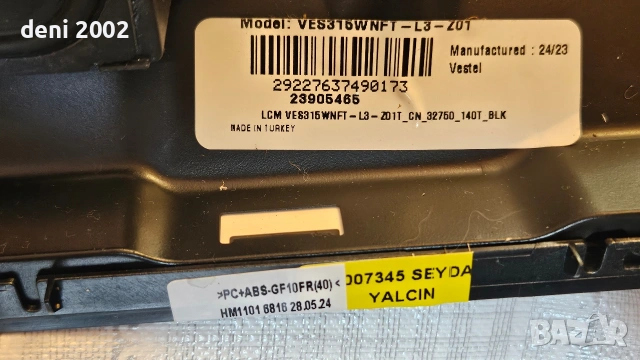 deni 2002
Model: VES315WNFT-L3-Z01
Manufactured : 24/23
Vestel
29227637490173
23905465
LCM VES315WNFT-L3-Z01T_CN_32750_140T_BLK
MADE IN TURKEY
>PC+ABS-GF10FR(40)<
HM1101 6816 28.05.24
007345 SEYDA
YALCIN
BAZAR